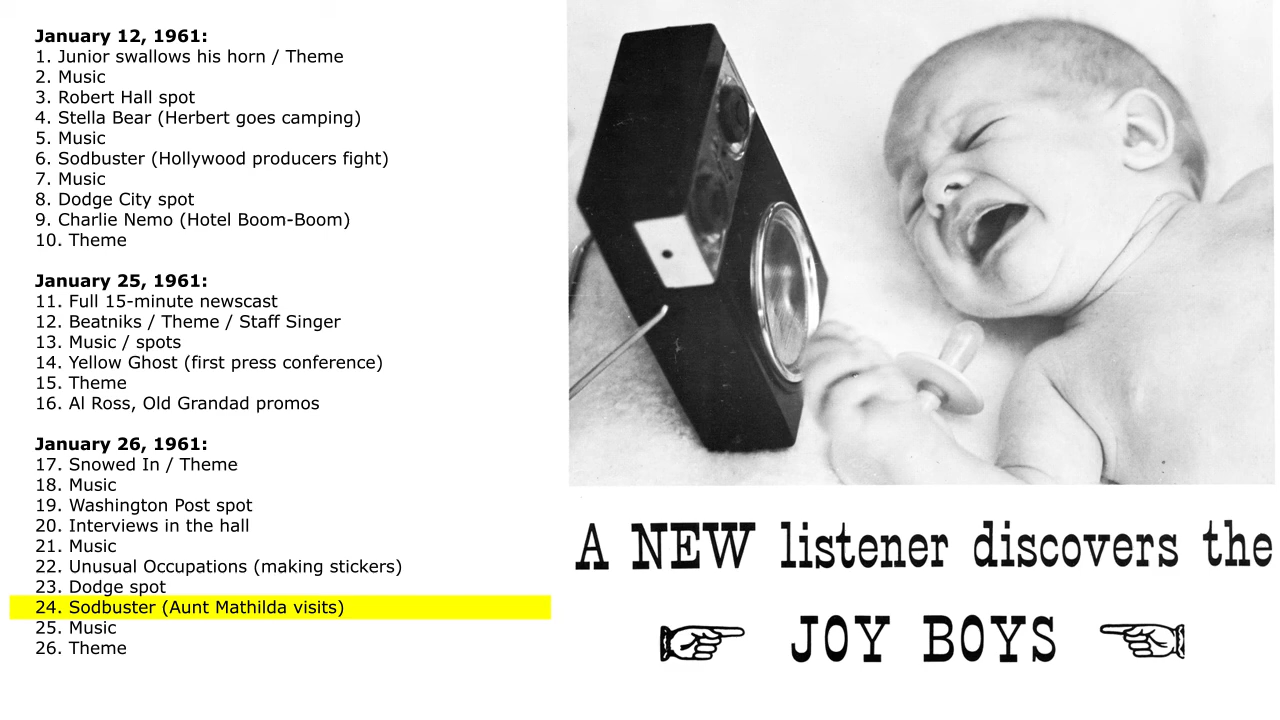 January 12, 1961:
1. Junior swallows his horn / Theme
2. Music
3. Robert Hall spot
4. Stella Bear (Herbert goes camping)
5. Music
6. Sodbuster (Hollywood producers fight)
7. Music
8. Dodge City spot
9. Charlie Nemo (Hotel Boom-Boom)
10. Theme
January 25, 1961:
11. Full 15-minute newscast
12. Beatniks / Theme / Staff Singer
13. Music / spots
14. Yellow Ghost (first press conference)
15. Theme
16. Al Ross, Old Grandad promos
January 26, 1961:
17. Snowed In / Theme
18. Music
19. Washington Post spot
20. Interviews in the hall
21. Music
22. Unusual Occupations (making stickers)
23. Dodge spot
24. Sodbuster (Aunt Mathilda visits)
25. Music
26. Theme
A NEW listener discovers the
JOY BOYS